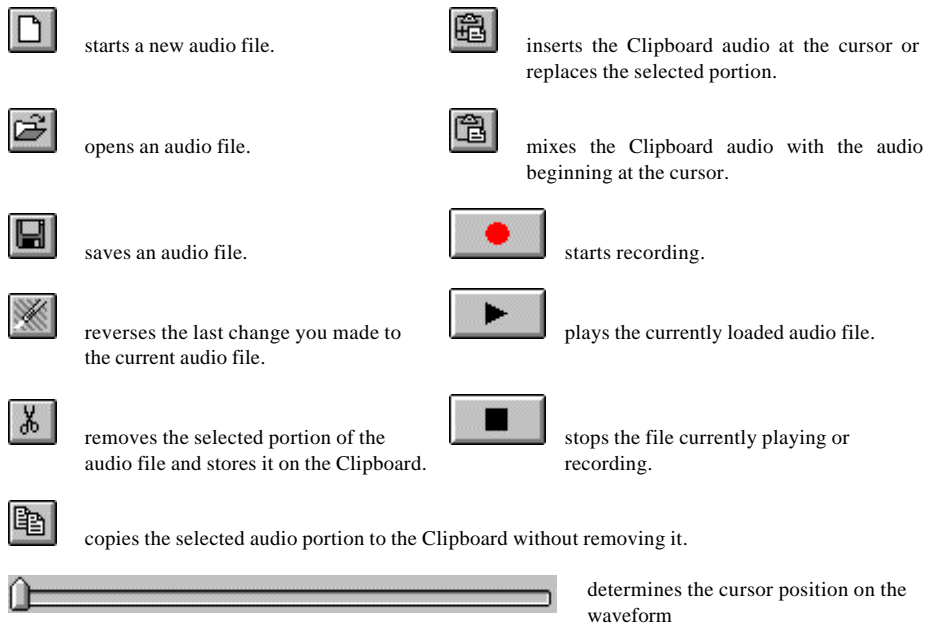 starts a new audio file.
inserts the Clipboard audio at the cursor or
replaces the selected portion.
opens an audio file.
mixes the Clipboard audio with the audio
beginning at the cursor.
saves an audio file.
starts recording.
reverses the last change you made to
the current audio file.
plays the currently loaded audio file.
removes the selected portion of the
audio file and stores it on the Clipboard.
stops the file currently playing or
recording.
copies the selected audio portion to the Clipboard without removing it.
determines the cursor position on the
waveform